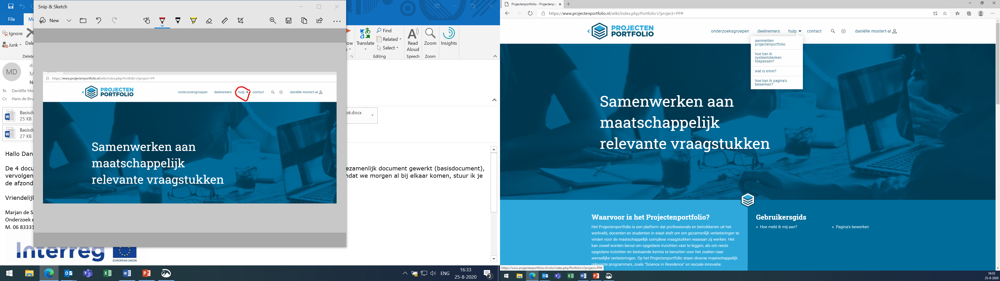 Snip & Sketch
New
File
Me
Ignore
Junk
Dele
Delete
Translate
Find
Related
Select
Editing
Read
Aloud
Speech
Zoom
Zoom
Insights
MD
To Daniëlle Mo
Cc Hans de Bru
25 KB
27 KB
oë.docx
https://www.projectenportfolio.nl/wiki/index.php/Portfolio's?project=PP
PROJECTEN
PORTFOLIO
onderzoeksgroepen deelnemers hulp contact daniëlle mostert-al
Samenwerken aan
maatschappelijk
relevante vraagstukken
Hallo Dan
De 4 docu ezamenlijk document gewerkt (basisdocument),
vervolgen ndat we morgen al bij elkaar komen, stuur ik je
de afzond
Vriendelijk
Marjan de S
Onderzoek e
M. 06 83331
Interreg
EUROPEAN UNION
ENG
16:33
25-8-2020
2
Projectenportfolio - Projectenpo
https://www.projectenportfolio.nl/wiki/index.php/Portfolio's?project=PP#
PROJECTEN
PORTFOLIO
onderzoeksgroepen deelnemers hulp contact daniëlle mostert-al
aanmelden
projectenportfolio
hoe kan ik
systeemdenken
toepassen?
wat is emm?
hoe kan ik pagina's
bewerken?
Samenwerken aan
maatschappelijk
relevante vraagstukken
Waarvoor is het Projectenportfolio?
Het Projectenportfolio is een platform dat professionals en betrokkenen uit het
werkveld, docenten en studenten in staat stelt om om gezamenlijk verbeteringen te
vinden voor de maatschappelijk complexe vraagstukken waaraan zij werken. Het
kan zowel worden benut om opgedane inzichten vast te leggen, als om reeds
opgedane inzichten en bestaande kennis te benutten voor het zoeken naar
wenselijke verbeteringen. Op het Projectenportfolio staan diverse maatschappelijk
relevante programma's, zoals "Science in Residence" en sociale innovatie.
Gebruikersgids
» Hoe meld ik mij aan?
» Pagina's bewerken
https://www.projectenportfolio.nl/wiki/index.php/Portfolio's?project=PP#
16:33
25-8-2020